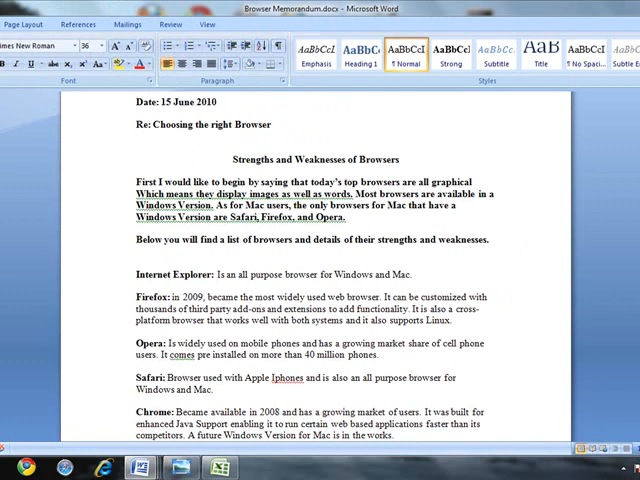 Browser Memorandum.docx - Microsoft Word
Page Layout References Mailings Review View
imes New Roman 36
Font Paragraph Styles
AaBbCcI AaBbCc AaBbCcI AaBbCcI AaBbCcI AaB AaBbCcI AaBbCcI
Emphasis Heading 1 ¶ Normal Strong Subtitle Title ¶ No Spaci... Subtle E
Date: 15 June 2010
Re: Choosing the right Browser
Strengths and Weaknesses of Browsers
First I would like to begin by saying that today's top browsers are all graphical
Which means they display images as well as words. Most browsers are available in a
Windows Version. As for Mac users, the only browsers for Mac that have a
Windows Version are Safari, Firefox, and Opera.
Below you will find a list of browsers and details of their strengths and weaknesses.
Internet Explorer: Is an all purpose browser for Windows and Mac.
Firefox: in 2009, became the most widely used web browser. It can be customized with
thousands of third party add-ons and extensions to add functionality. It is also a cross-
platform browser that works well with both systems and it also supports Linux.
Opera: Is widely used on mobile phones and has a growing market share of cell phone
users. It comes pre installed on more than 40 million phones.
Safari: Browser used with Apple Iphones and is also an all purpose browser for
Windows and Mac.
Chrome: Became available in 2008 and has a growing market of users. It was built for
enhanced Java Support enabling it to run certain web based applications faster than its
competitors. A future Windows Version for Mac is in the works.